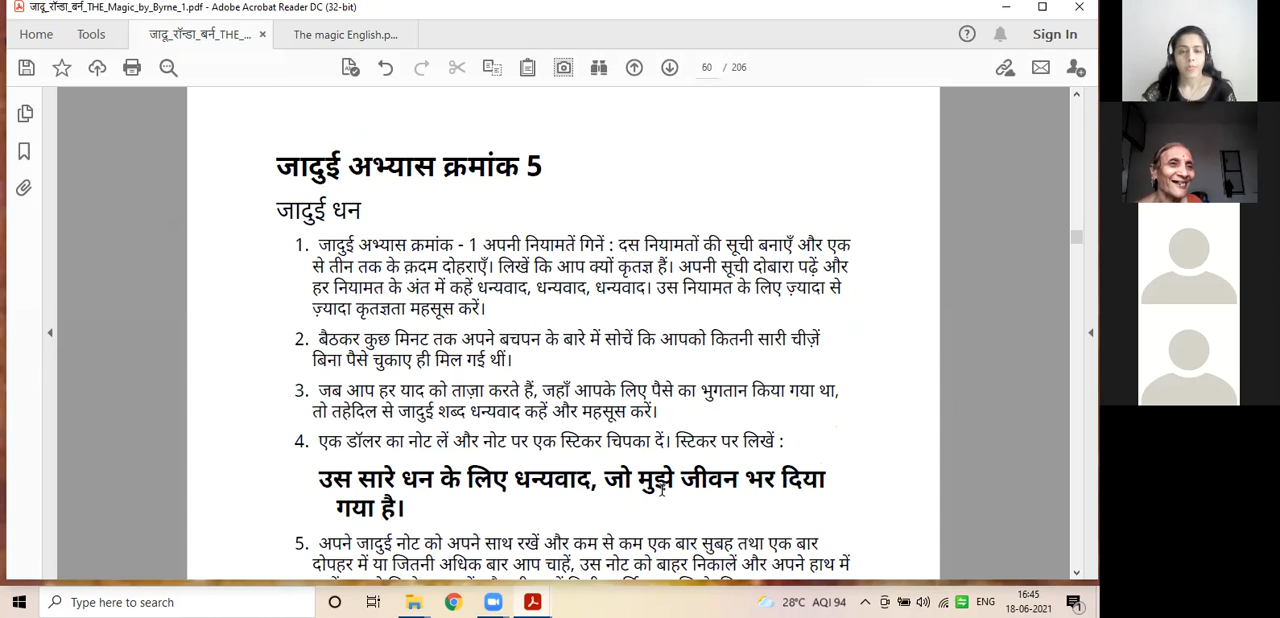 जादू_रॉन्डा_बर्न_THE_Magic_by_Byrne_1.pdf - Adobe Acrobat Reader DC (32-bit)
Home Tools जादू_रॉन्डा_बर्न_THE_... × The magic English.p... Sign In
60 / 206
जादुई अभ्यास क्रमांक 5
जादुई धन
1. जादुई अभ्यास क्रमांक - 1 अपनी नियामतें गिनें : दस नियामतों की सूची बनाएँ और एक
से तीन तक के क़दम दोहराएँ। लिखें कि आप क्यों कृतज्ञ हैं। अपनी सूची दोबारा पढ़ें और
हर नियामत के अंत में कहें धन्यवाद, धन्यवाद, धन्यवाद। उस नियामत के लिए ज़्यादा से
ज़्यादा कृतज्ञता महसूस करें।
2. बैठकर कुछ मिनट तक अपने बचपन के बारे में सोचें कि आपको कितनी सारी चीज़ें
बिना पैसे चुकाए ही मिल गई थीं।
3. जब आप हर याद को ताज़ा करते हैं, जहाँ आपके लिए पैसे का भुगतान किया गया था,
तो तहेदिल से जादुई शब्द धन्यवाद कहें और महसूस करें।
4. एक डॉलर का नोट लें और नोट पर एक स्टिकर चिपका दें। स्टिकर पर लिखें :
उस सारे धन के लिए धन्यवाद, जो मुझे जीवन भर दिया
गया है।
5. अपने जादुई नोट को अपने साथ रखें और कम से कम एक बार सुबह तथा एक बार
दोपहर में या जितनी अधिक बार आप चाहें, उस नोट को बाहर निकालें और अपने हाथ में
Type here to search 28°C AQI 94 ENG 16:45
18-06-2021